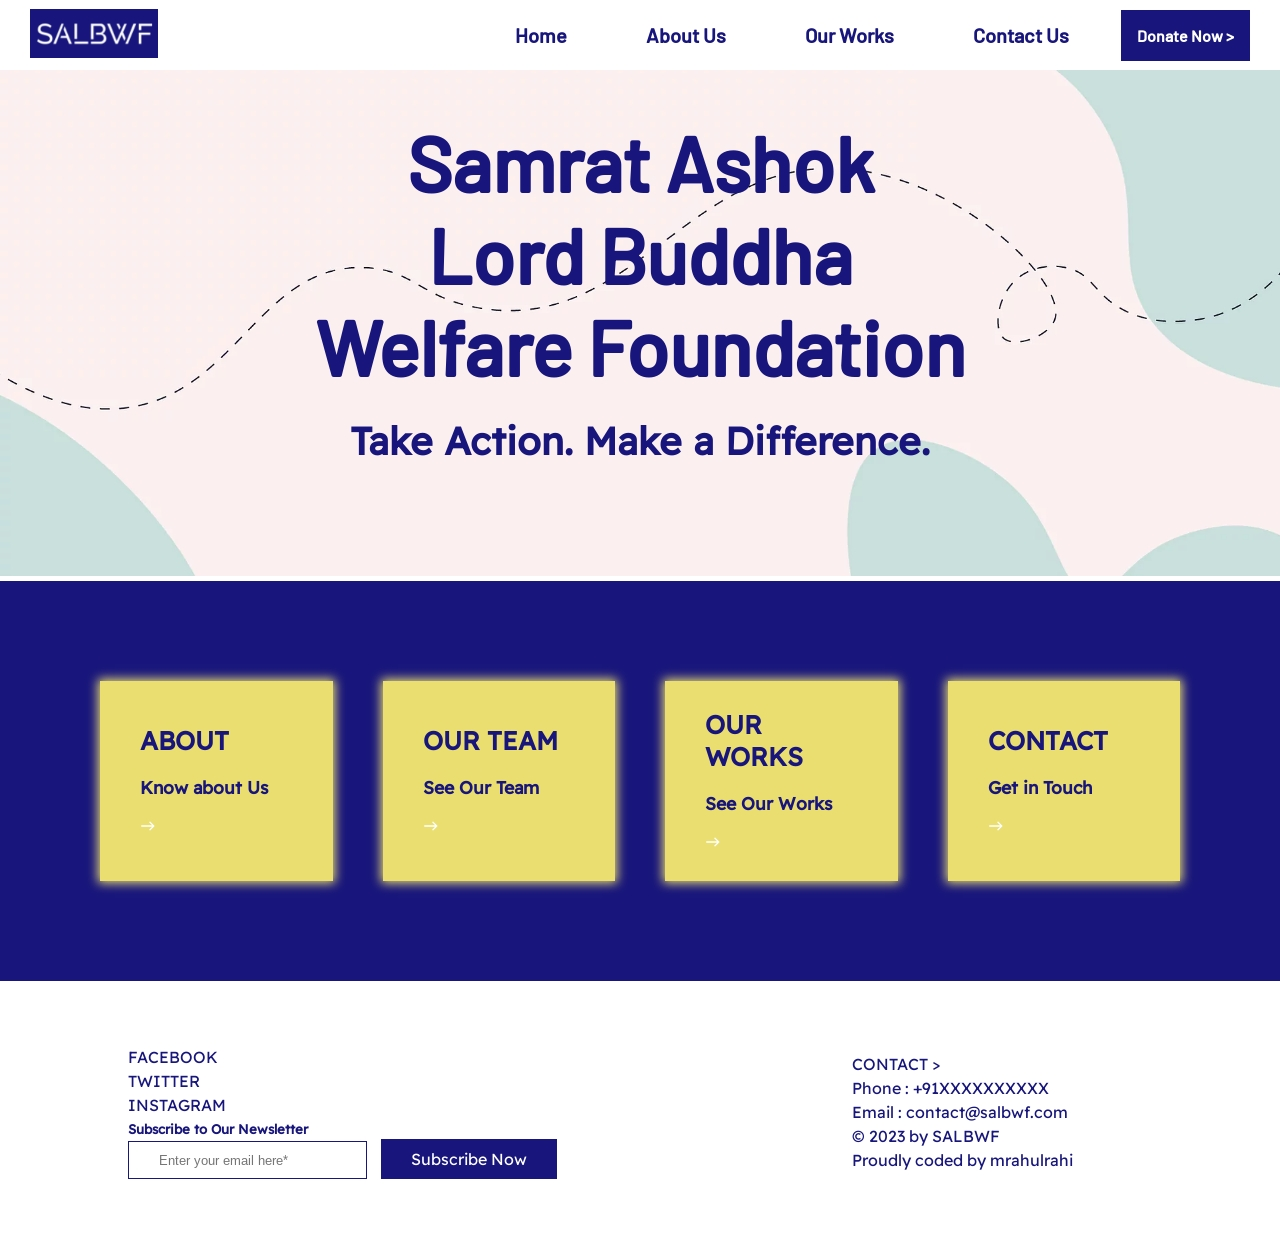 SALBWF
Home
About Us
Our Works
Contact Us
Donate Now >
Samrat Ashok
Lord Buddha
Welfare Foundation
Take Action. Make a Difference.
ABOUT
Know about Us
→
OUR TEAM
See Our Team
→
OUR
WORKS
See Our Works
→
CONTACT
Get in Touch
→
FACEBOOK
TWITTER
INSTAGRAM
Subscribe to Our Newsletter
Enter your email here*
Subscribe Now
CONTACT >
Phone : +91XXXXXXXXXX
Email : contact@salbwf.com
© 2023 by SALBWF
Proudly coded by mrahulrahi